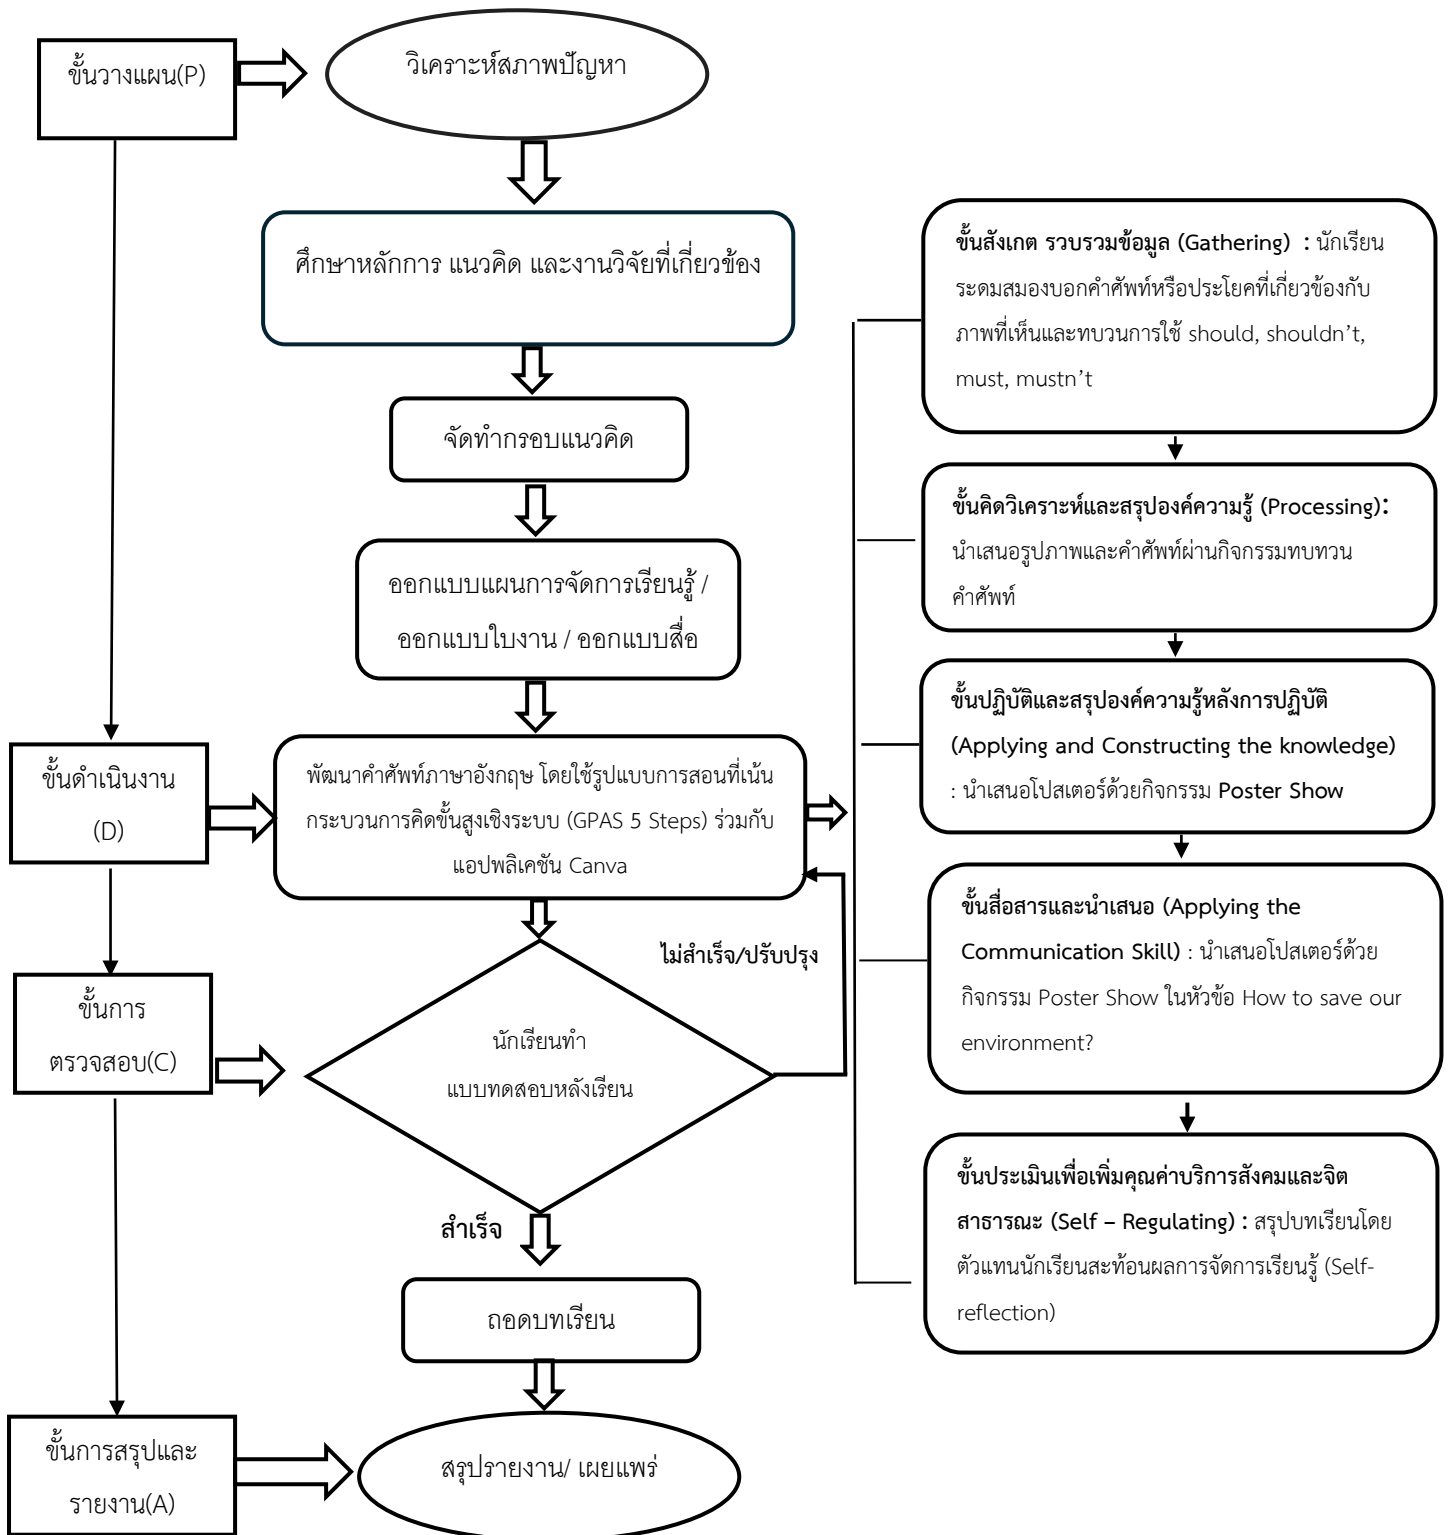 ขั้นวางแผน(P)
วิเคราะห์สภาพปัญหา
ศึกษาหลักการ แนวคิด และงานวิจัยที่เกี่ยวข้อง
จัดทำกรอบแนวคิด
ออกแบบแผนการจัดการเรียนรู้ /
ออกแบบใบงาน / ออกแบบสื่อ
ขั้นดำเนินงาน
(D)
พัฒนาคำศัพท์ภาษาอังกฤษ โดยใช้รูปแบบการสอนที่เน้น
กระบวนการคิดขั้นสูงเชิงระบบ (GPAS 5 Steps) ร่วมกับ
แอปพลิเคชัน Canva
ไม่สำเร็จ/ปรับปรุง
ขั้นการ
ตรวจสอบ(C)
นักเรียนทำ
แบบทดสอบหลังเรียน
สำเร็จ
ถอดบทเรียน
ขั้นการสรุปและ
รายงาน(A)
สรุปรายงาน/ เผยแพร่
ขั้นสังเกต รวบรวมข้อมูล (Gathering) : นักเรียน
ระดมสมองบอกคำศัพท์หรือประโยคที่เกี่ยวข้องกับ
ภาพที่เห็นและทบวนการใช้ should, shouldn’t,
must, mustn’t
ขั้นคิดวิเคราะห์และสรุปองค์ความรู้ (Processing):
นำเสนอรูปภาพและคำศัพท์ผ่านกิจกรรมทบทวน
คำศัพท์
ขั้นปฏิบัติและสรุปองค์ความรู้หลังการปฏิบัติ
(Applying and Constructing the knowledge)
: นำเสนอโปสเตอร์ด้วยกิจกรรม Poster Show
ขั้นสื่อสารและนำเสนอ (Applying the
Communication Skill) : นำเสนอโปสเตอร์ด้วย
กิจกรรม Poster Show ในหัวข้อ How to save our
environment?
ขั้นประเมินเพื่อเพิ่มคุณค่าบริการสังคมและจิต
สาธารณะ (Self – Regulating) : สรุปบทเรียนโดย
ตัวแทนนักเรียนสะท้อนผลการจัดการเรียนรู้ (Self-
reflection)